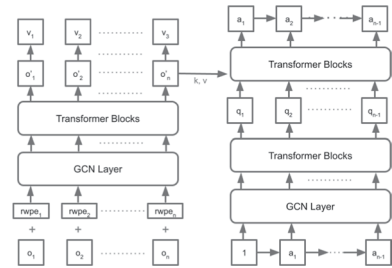 v1 v2 v3
o'1 o'2 o'n
k, v
Transformer Blocks
GCN Layer
rwpe1 rwpe2 rwpen
+ + +
o1 o2 on
a1 a2 an-1
Transformer Blocks
q1 q2 qn-1
Transformer Blocks
GCN Layer
1 a1 an-1